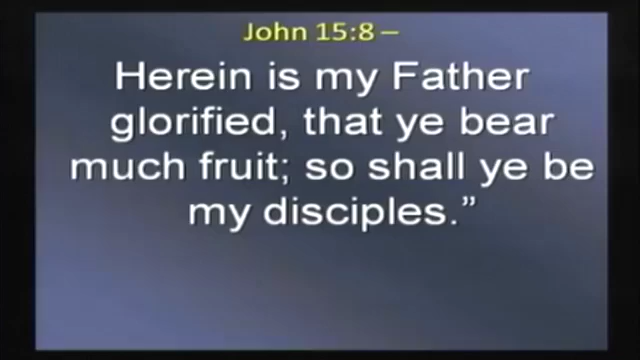 John 15:8 –
Herein is my Father
glorified, that ye bear
much fruit; so shall ye be
my disciples.”